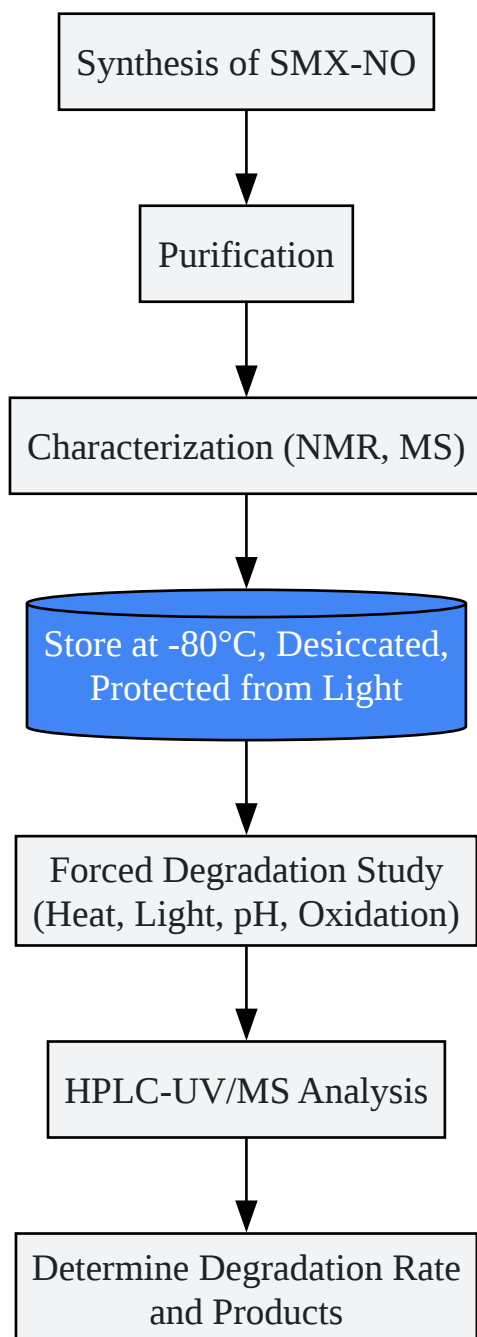 Synthesis of SMX-NO
Purification
Characterization (NMR, MS)
Store at -80°C, Desiccated,
Protected from Light
Forced Degradation Study
(Heat, Light, pH, Oxidation)
HPLC-UV/MS Analysis
Determine Degradation Rate
and Products